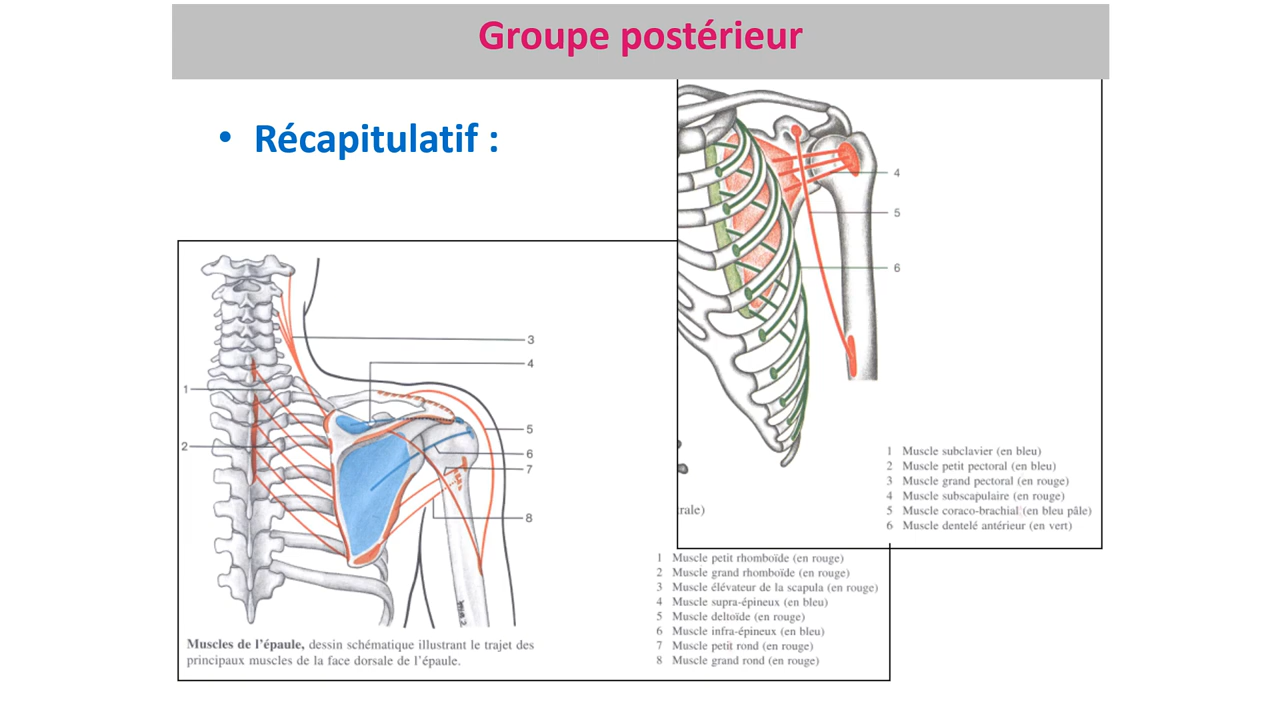 Groupe postérieur
• Récapitulatif :
4
5
6
1 Muscle subclavier (en bleu)
2 Muscle petit pectoral (en bleu)
3 Muscle grand pectoral (en rouge)
4 Muscle subscapulaire (en rouge)
5 Muscle coraco-brachial (en bleu pâle)
6 Muscle dentelé antérieur (en vert)
trale)
3
4
1
5
2
6
7
8
1 Muscle petit rhomboïde (en rouge)
2 Muscle grand rhomboïde (en rouge)
3 Muscle élévateur de la scapula (en rouge)
4 Muscle supra-épineux (en bleu)
5 Muscle deltoïde (en rouge)
6 Muscle infra-épineux (en bleu)
7 Muscle petit rond (en rouge)
8 Muscle grand rond (en rouge)
Muscles de l'épaule, dessin schématique illustrant le trajet des
principaux muscles de la face dorsale de l'épaule.